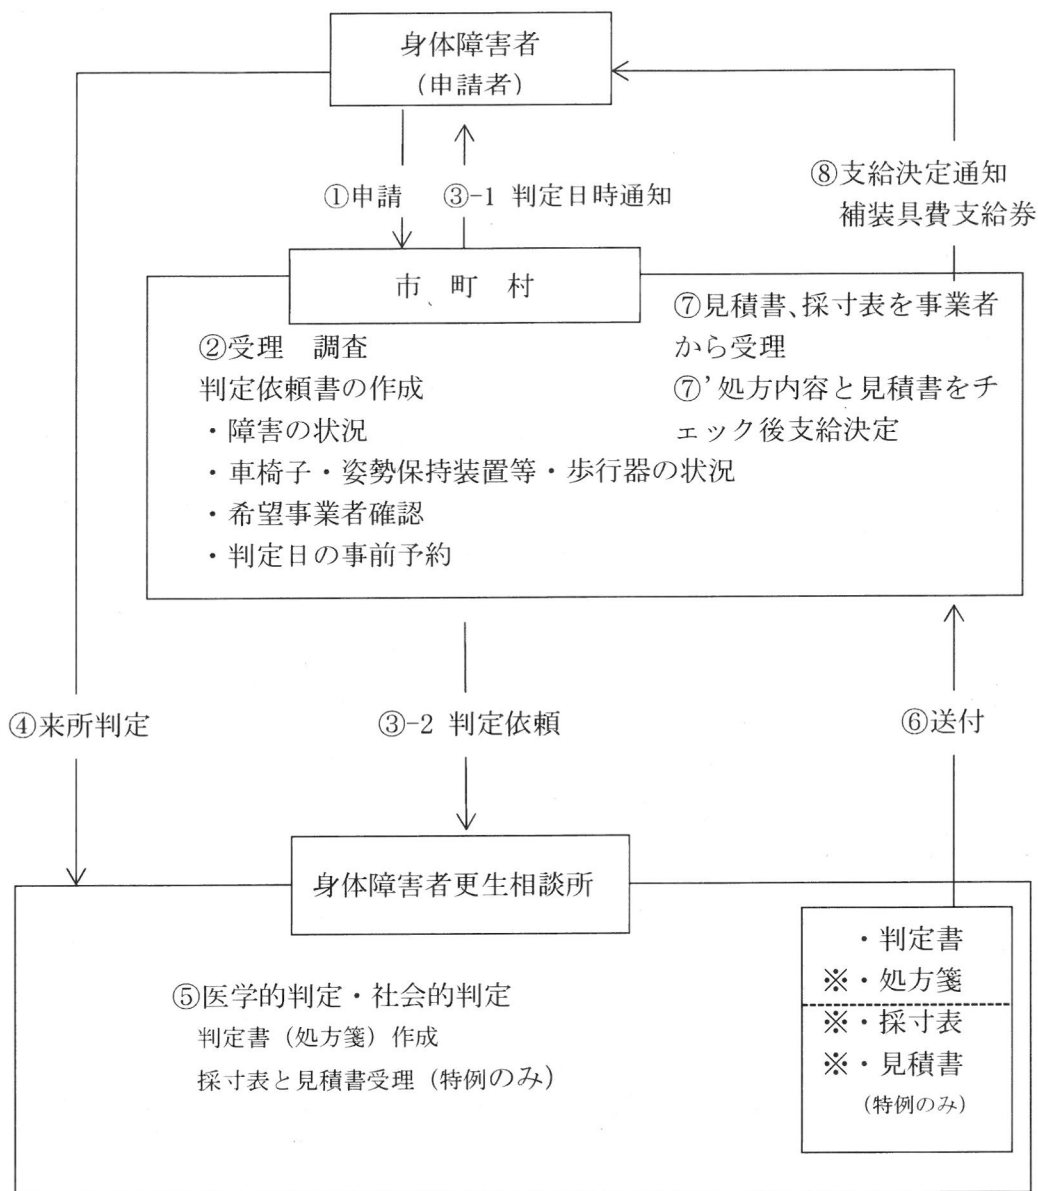 身体障害者
(申請者)
①申請
③-1 判定日時通知
⑧支給決定通知
補装具費支給券
市 町 村
②受理　調査
判定依頼書の作成
・障害の状況
・車椅子・姿勢保持装置等・歩行器の状況
・希望事業者確認
・判定日の事前予約
⑦見積書、採寸表を事業者
から受理
⑦’処方内容と見積書をチ
ェック後支給決定
④来所判定
③-2 判定依頼
⑥送付
身体障害者更生相談所
⑤医学的判定・社会的判定
判定書（処方箋）作成
採寸表と見積書受理（特例のみ）
・判定書
※・処方箋
※・採寸表
※・見積書
（特例のみ）